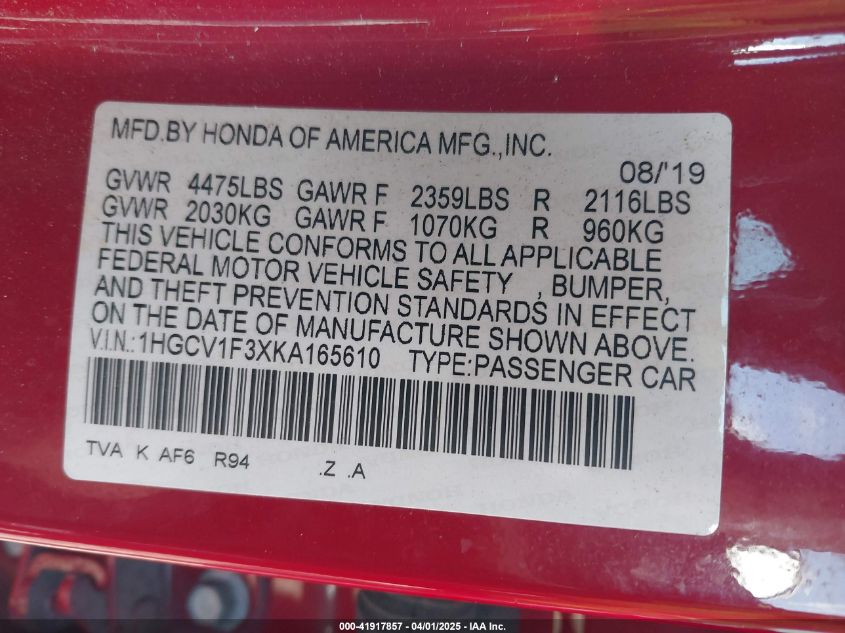 MFD.BY HONDA OF AMERICA MFG.,INC.
08/'19
GVWR 4475LBS GAWR F 2359LBS R 2116LBS
GVWR 2030KG GAWR F 1070KG R 960KG
THIS VEHICLE CONFORMS TO ALL APPLICABLE
FEDERAL MOTOR VEHICLE SAFETY , BUMPER,
AND THEFT PREVENTION STANDARDS IN EFFECT
ON THE DATE OF MANUFACTURE SHOWN ABOVE.
V.I.N.:1HGCV1F3XKA165610 TYPE:PASSENGER CAR
TVA K AF6 R94 .Z .A
000-41917857 - 04/01/2025 - IAA Inc.